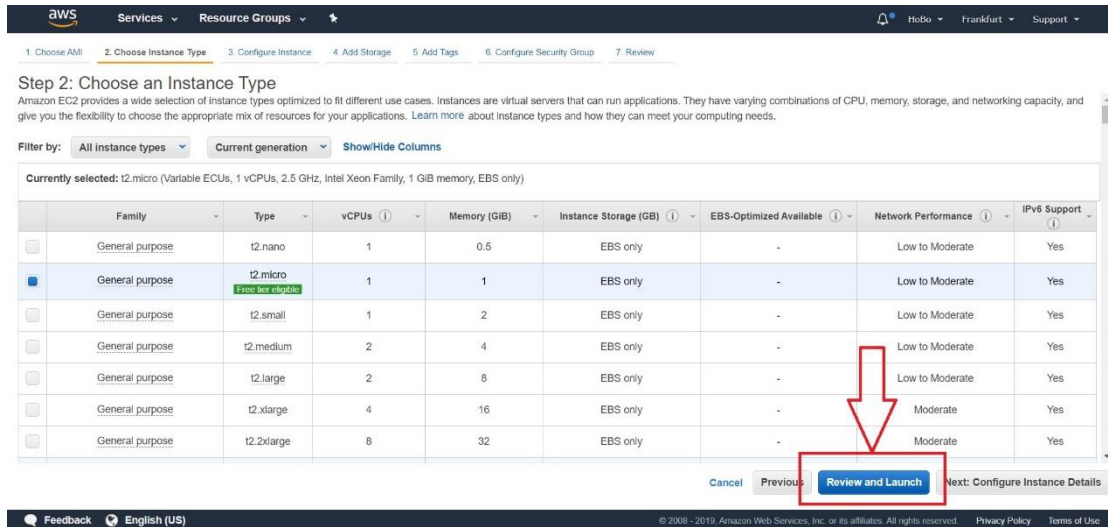 aws Services Resource Groups HoBo Frankfurt Support
1. Choose AMI 2. Choose Instance Type 3. Configure Instance 4. Add Storage 5. Add Tags 6. Configure Security Group 7. Review
Step 2: Choose an Instance Type
Amazon EC2 provides a wide selection of instance types optimized to fit different use cases. Instances are virtual servers that can run applications. They have varying combinations of CPU, memory, storage, and networking capacity, and
give you the flexibility to choose the appropriate mix of resources for your applications. Learn more about instance types and how they can meet your computing needs.
Filter by: All instance types Current generation Show/Hide Columns
Currently selected: t2.micro (Variable ECUs, 1 vCPUs, 2.5 GHz, Intel Xeon Family, 1 GiB memory, EBS only)
Family Type vCPUs Memory (GiB) Instance Storage (GB) EBS-Optimized Available Network Performance IPv6 Support
General purpose t2.nano 1 0.5 EBS only - Low to Moderate Yes
General purpose t2.micro 1 1 EBS only - Low to Moderate Yes
Free tier eligible
General purpose t2.small 1 2 EBS only - Low to Moderate Yes
General purpose t2.medium 2 4 EBS only - Low to Moderate Yes
General purpose t2.large 2 8 EBS only - Low to Moderate Yes
General purpose t2.xlarge 4 16 EBS only - Moderate Yes
General purpose t2.2xlarge 8 32 EBS only - Moderate Yes
Cancel Previous Review and Launch Next: Configure Instance Details
Feedback English (US) © 2008 - 2019, Amazon Web Services, Inc. or its affiliates. All rights reserved. Privacy Policy Terms of Use